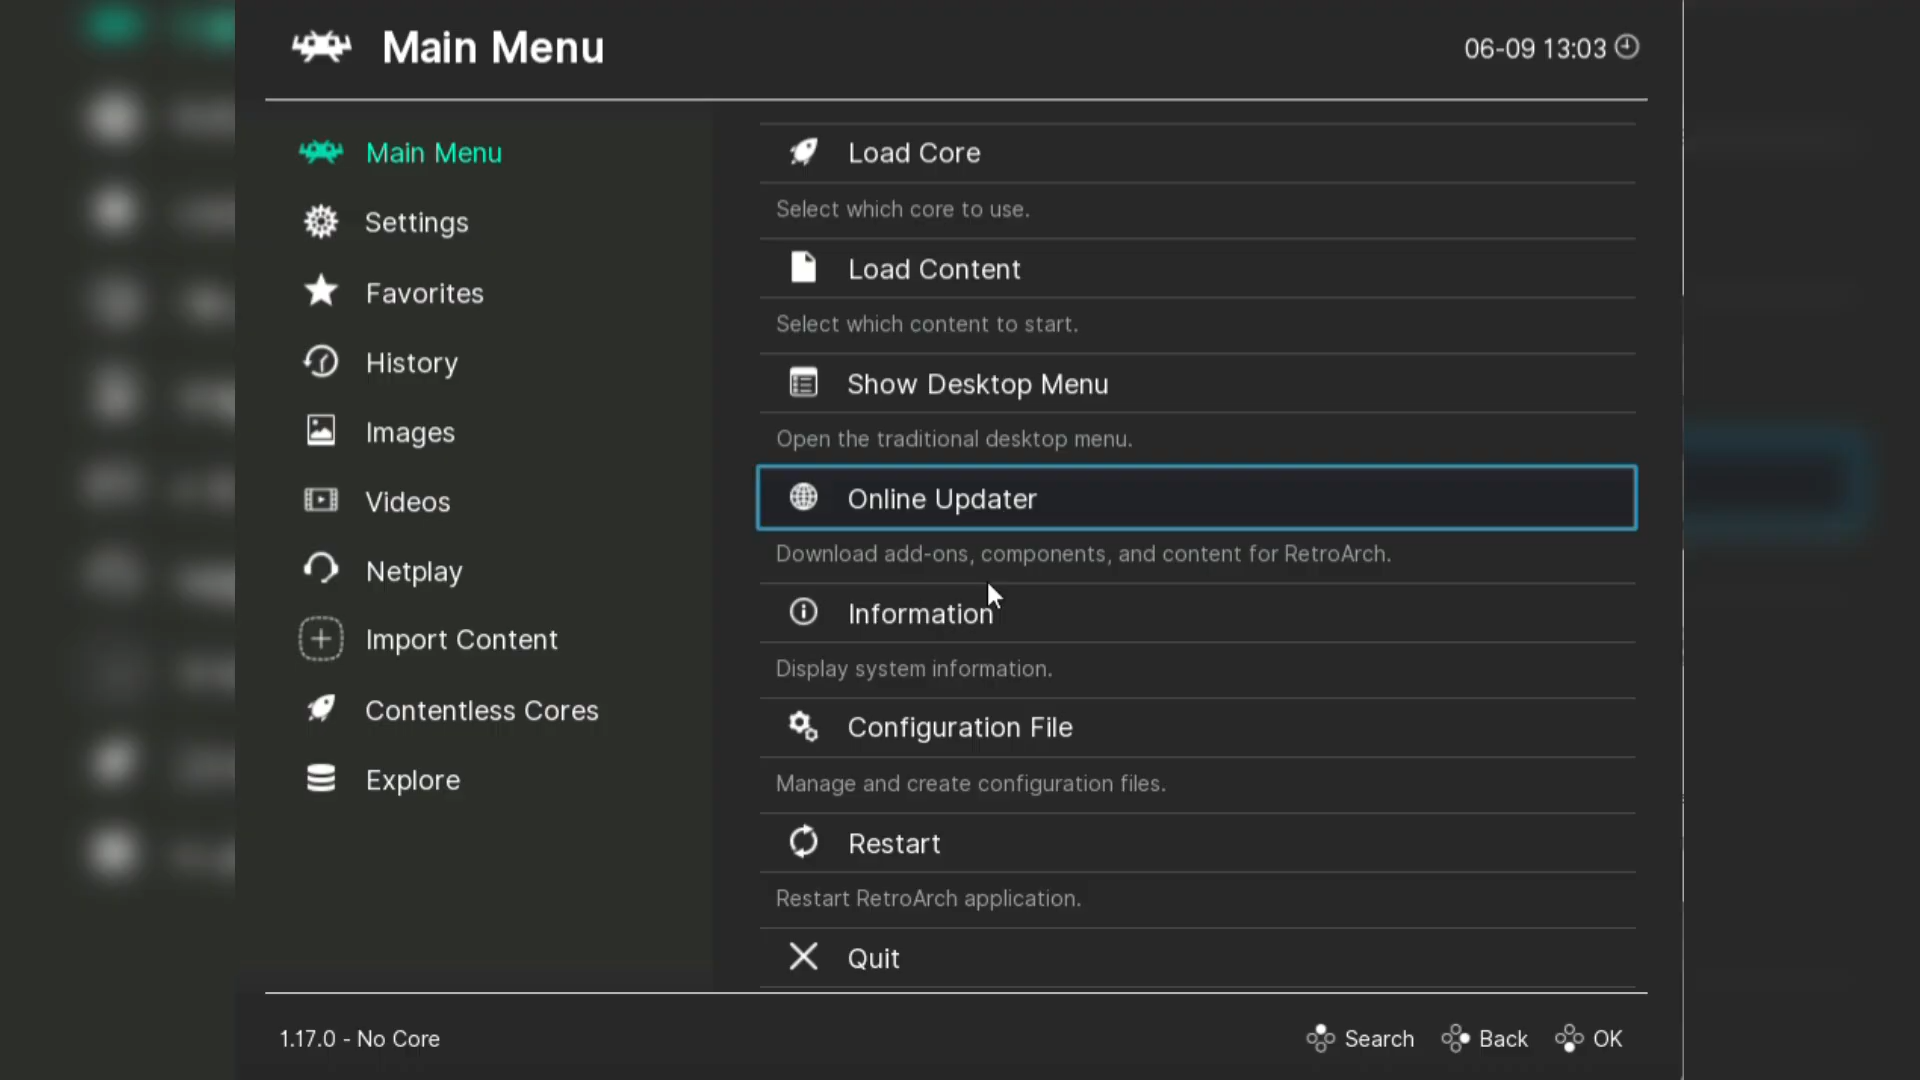 Main Menu
06-09 13:03
Main Menu
Settings
Favorites
History
Images
Videos
Netplay
Import Content
Contentless Cores
Explore
Load Core
Select which core to use.
Load Content
Select which content to start.
Show Desktop Menu
Open the traditional desktop menu.
Online Updater
Download add-ons, components, and content for RetroArch.
Information
Display system information.
Configuration File
Manage and create configuration files.
Restart
Restart RetroArch application.
Quit
1.17.0 - No Core
Search Back OK